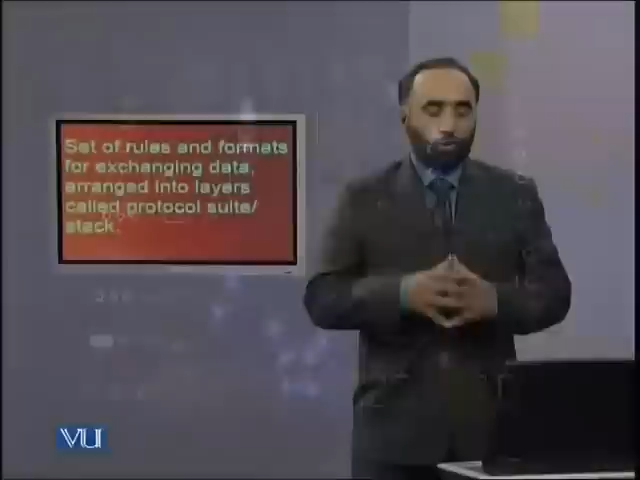 Set of rules and formats
for exchanging data,
arranged into layers
called protocol suite/
stack.
VU